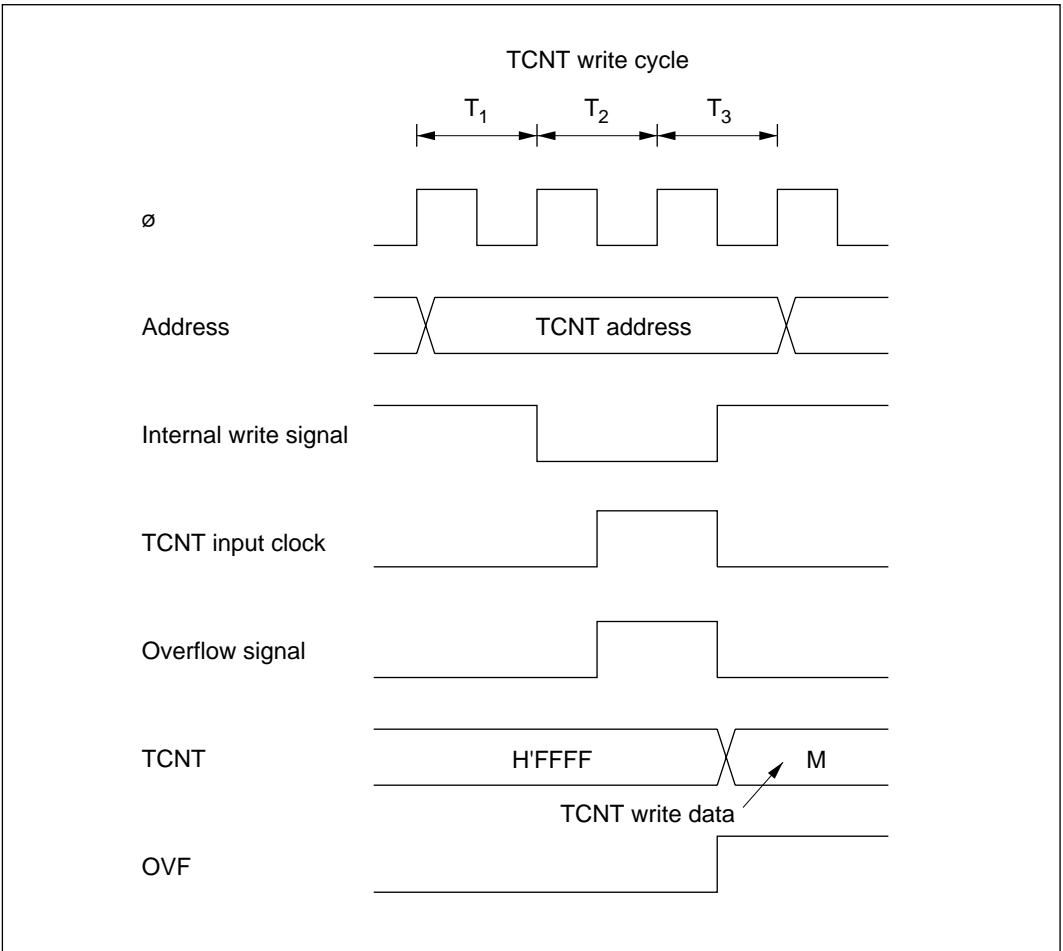 TCNT write cycle
T1 T2 T3
ø
Address
TCNT address
Internal write signal
TCNT input clock
Overflow signal
TCNT
H'FFFF
M
TCNT write data
OVF